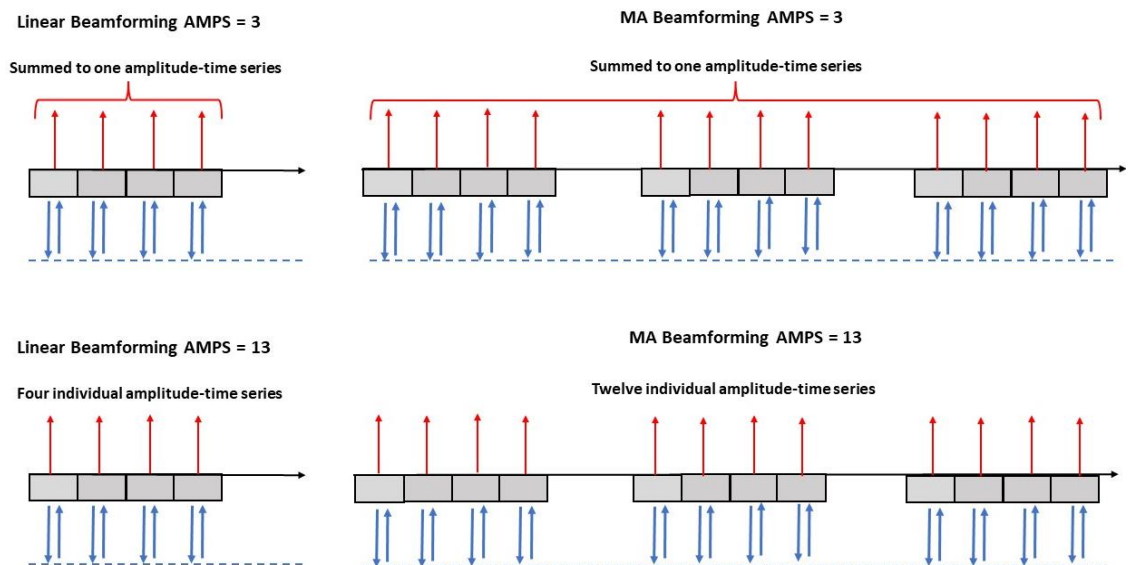 Linear Beamforming AMPS = 3
MA Beamforming AMPS = 3
Summed to one amplitude-time series
Summed to one amplitude-time series
Linear Beamforming AMPS = 13
MA Beamforming AMPS = 13
Four individual amplitude-time series
Twelve individual amplitude-time series